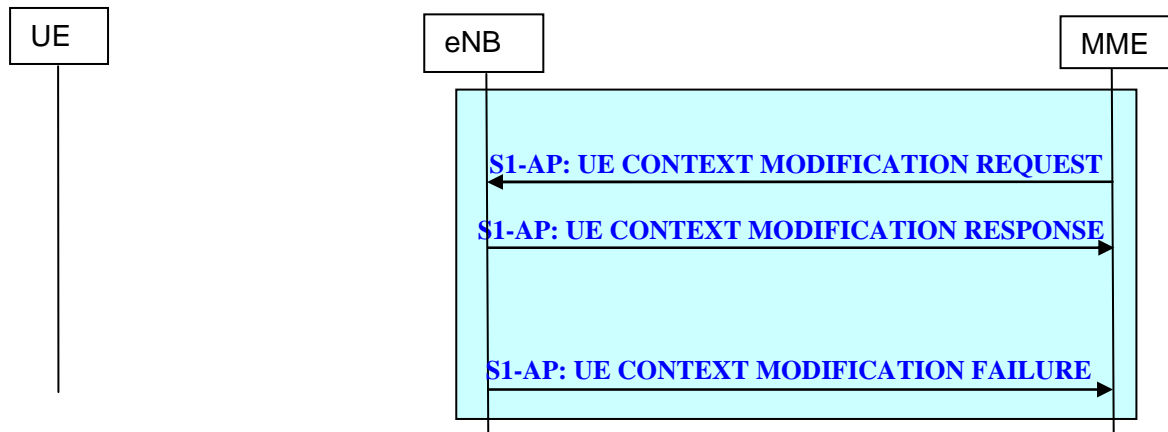 UE
eNB
MME
S1-AP: UE CONTEXT MODIFICATION REQUEST
S1-AP: UE CONTEXT MODIFICATION RESPONSE
S1-AP: UE CONTEXT MODIFICATION FAILURE